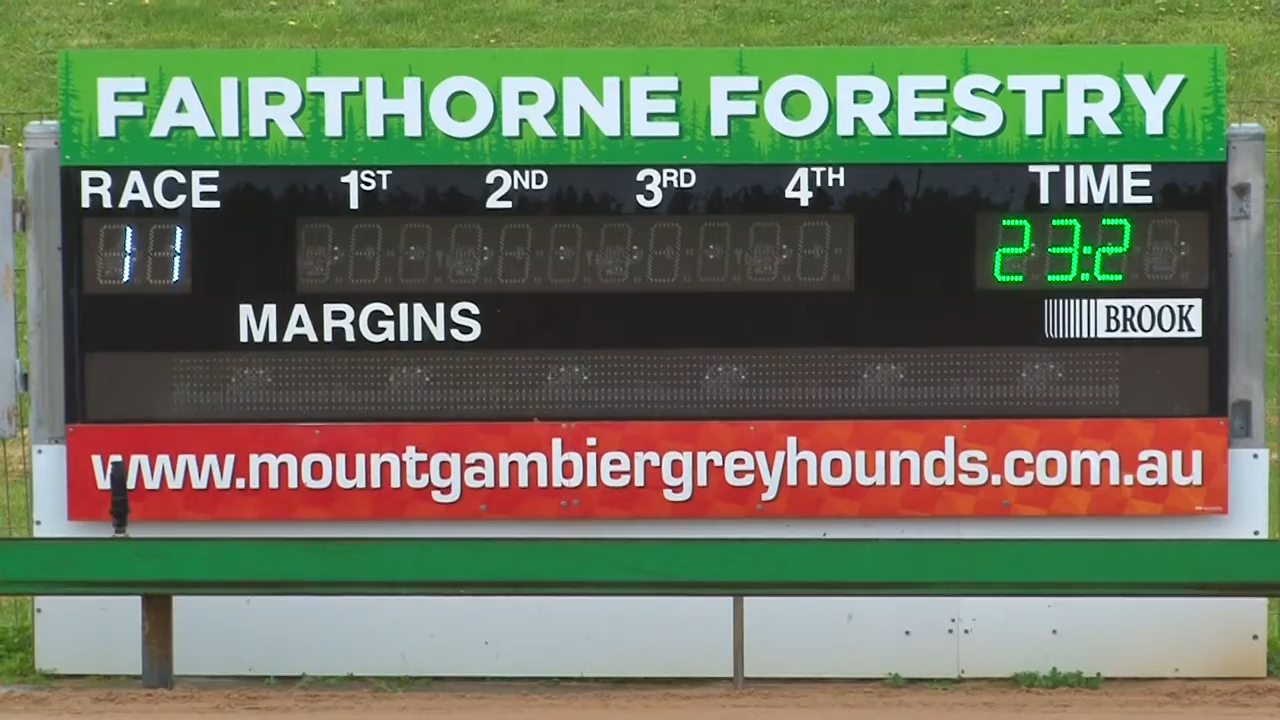 FAIRTHORNE FORESTRY
RACE 1ST 2ND 3RD 4TH TIME
11 23:2
MARGINS BROOK
www.mountgambiergreyhounds.com.au